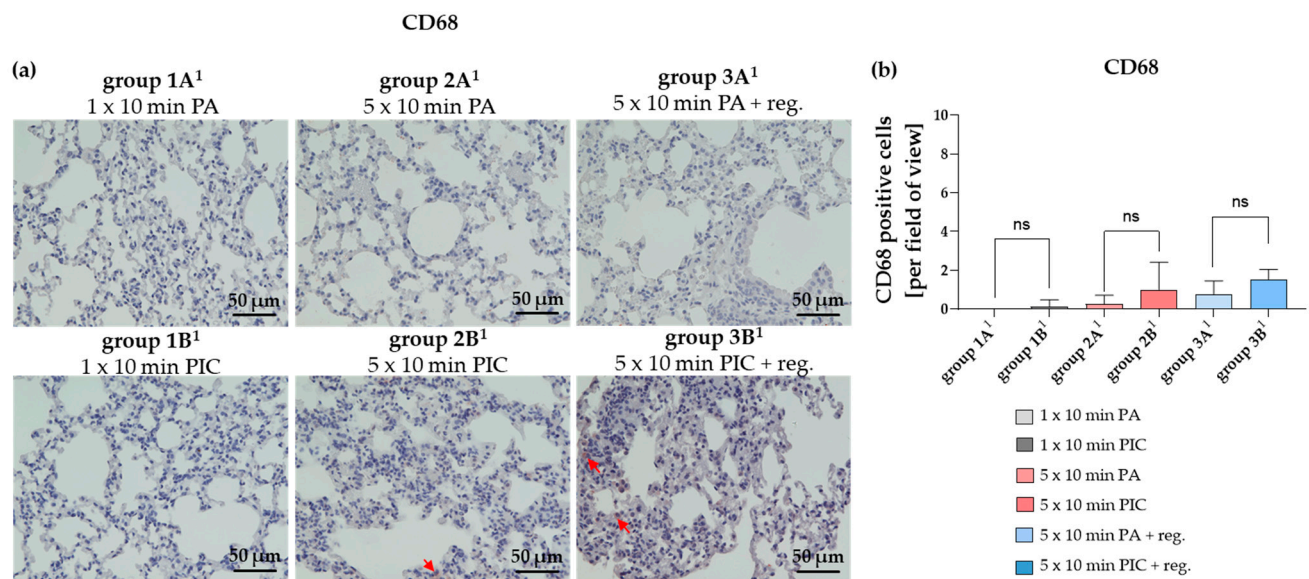 CD68
(a)
group 1A¹
1 x 10 min PA
group 2A¹
5 x 10 min PA
group 3A¹
5 x 10 min PA + reg.
50 µm
50 µm
50 µm
group 1B¹
1 x 10 min PIC
group 2B¹
5 x 10 min PIC
group 3B¹
5 x 10 min PIC + reg.
50 µm
50 µm
50 µm
(b)
CD68
CD68 positive cells
[per field of view]
10
8
6
4
2
0
ns
ns
ns
group 1A¹
group 1B¹
group 2A¹
group 2B¹
group 3A¹
group 3B¹
1 x 10 min PA
1 x 10 min PIC
5 x 10 min PA
5 x 10 min PIC
5 x 10 min PA + reg.
5 x 10 min PIC + reg.